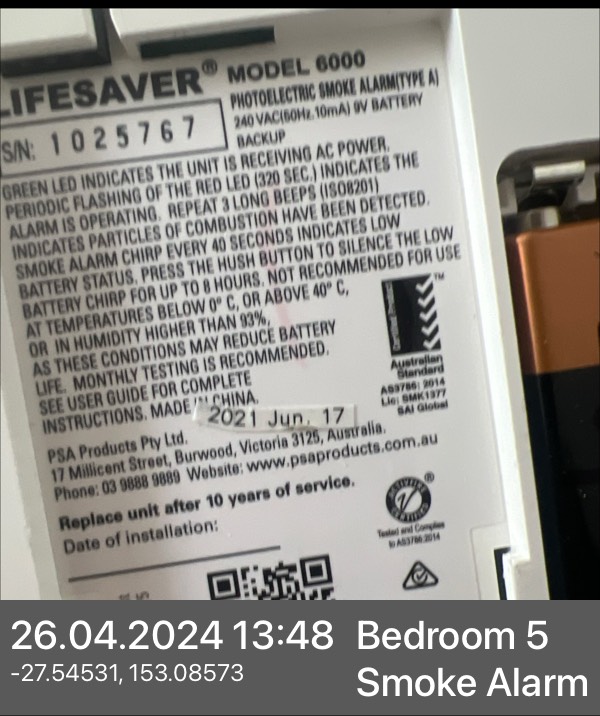 LIFESAVER® MODEL 6000
PHOTOELECTRIC SMOKE ALARM(TYPE A)
240 VAC(50Hz, 10mA) 9V BATTERY
BACKUP
S/N: 1025767
GREEN LED INDICATES THE UNIT IS RECEIVING AC POWER.
PERIODIC FLASHING OF THE RED LED (320 SEC.) INDICATES THE
ALARM IS OPERATING. REPEAT 3 LONG BEEPS (ISO8201)
INDICATES PARTICLES OF COMBUSTION HAVE BEEN DETECTED.
SMOKE ALARM CHIRP EVERY 40 SECONDS INDICATES LOW
BATTERY STATUS. PRESS THE HUSH BUTTON TO SILENCE THE LOW
BATTERY CHIRP FOR UP TO 8 HOURS. NOT RECOMMENDED FOR USE
AT TEMPERATURES BELOW 0° C, OR ABOVE 40° C,
OR IN HUMIDITY HIGHER THAN 93%,
AS THESE CONDITIONS MAY REDUCE BATTERY
LIFE. MONTHLY TESTING IS RECOMMENDED.
SEE USER GUIDE FOR COMPLETE
INSTRUCTIONS. MADE IN CHINA.
2021 Jun. 17
™
Australian
Standard
AS3786: 2014
Lic: SMK1377
SAI Global
PSA Products Pty Ltd.
17 Millicent Street, Burwood, Victoria 3125, Australia.
Phone: 03 9888 9889 Website: www.psaproducts.com.au
Replace unit after 10 years of service.
Date of installation:
®
Tested and Complies
to AS3786:2014
26.04.2024 13:48
-27.54531, 153.08573
Bedroom 5
Smoke Alarm